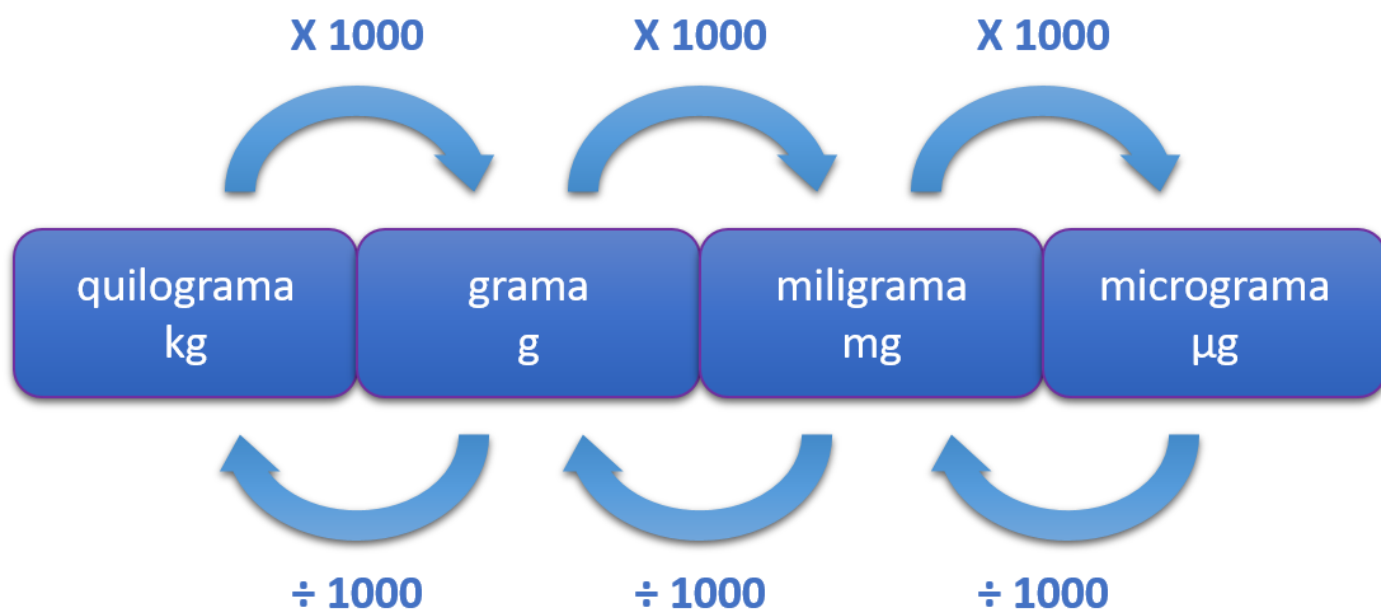 X 1000
X 1000
X 1000
quilograma
kg
grama
g
miligrama
mg
micrograma
µg
÷ 1000
÷ 1000
÷ 1000